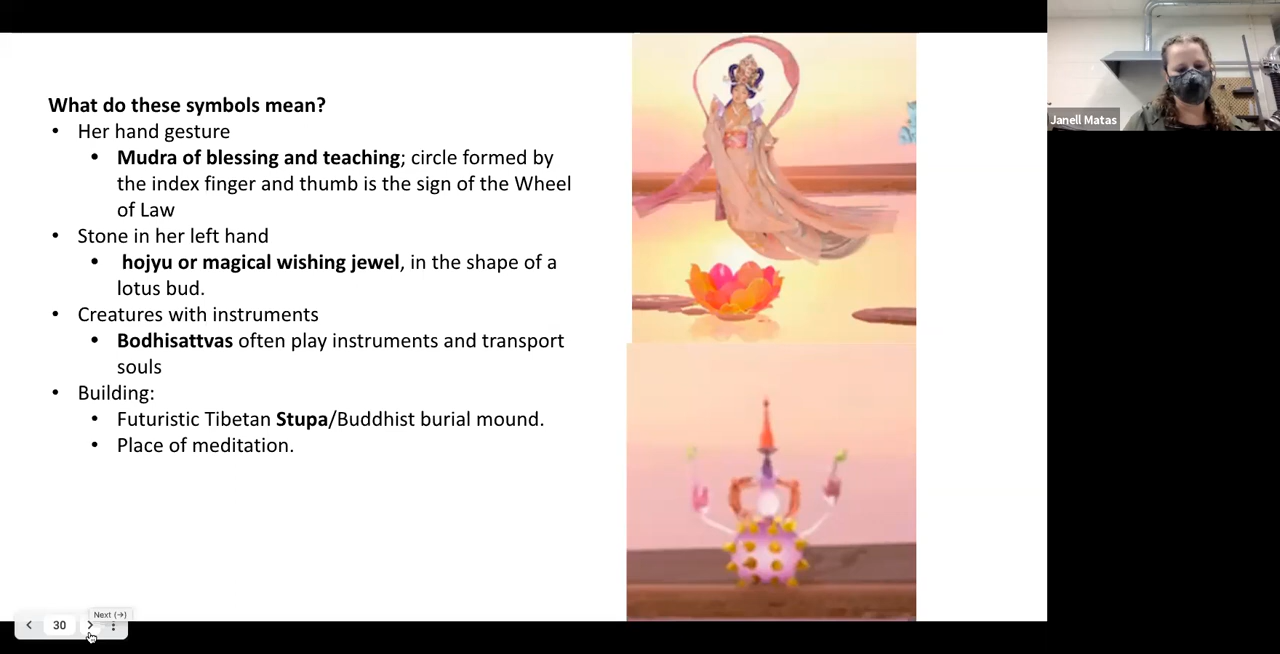 What do these symbols mean?
• Her hand gesture
• Mudra of blessing and teaching; circle formed by
the index finger and thumb is the sign of the Wheel
of Law
• Stone in her left hand
• hojyu or magical wishing jewel, in the shape of a
lotus bud.
• Creatures with instruments
• Bodhisattvas often play instruments and transport
souls
• Building:
• Futuristic Tibetan Stupa/Buddhist burial mound.
• Place of meditation.
Janell Matas
Next (→)
30